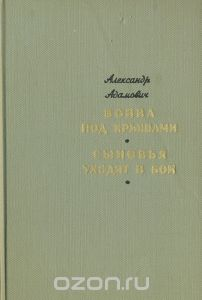 Александр
Адамович
ВОЙНА
ПОД КРЫШАМИ
СЫНОВЬЯ
УХОДЯТ В БОЙ
OZON.ru